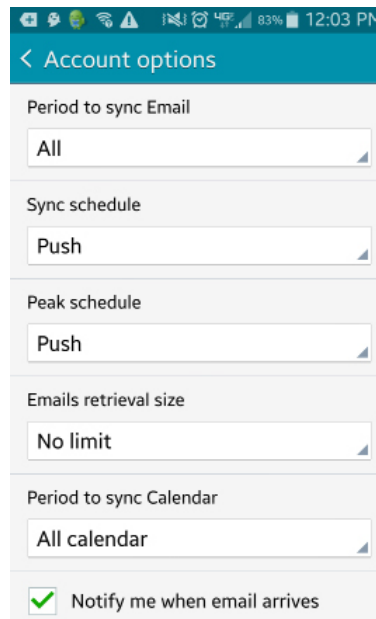 83% 12:03 PM
< Account options
Period to sync Email
All
Sync schedule
Push
Peak schedule
Push
Emails retrieval size
No limit
Period to sync Calendar
All calendar
Notify me when email arrives